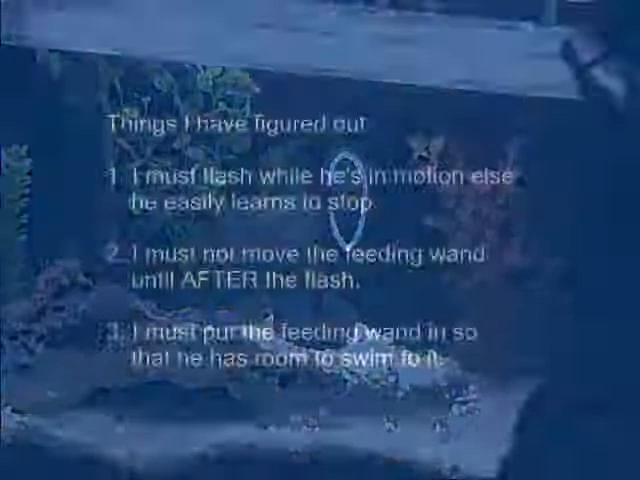 Things I have figured out
1. I must flash while he's in motion else
he easily learns to stop.
2. I must not move the feeding wand
until AFTER the flash.
3. I must put the feeding wand in so
that he has room to swim to it.